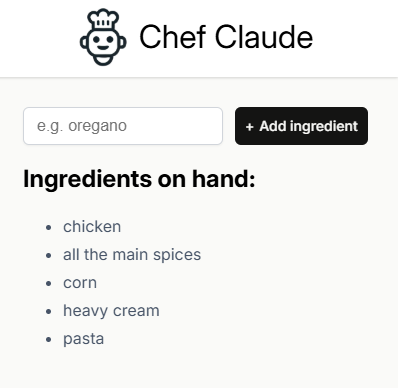 Chef Claude
e.g. oregano
+ Add ingredient
Ingredients on hand:
• chicken
• all the main spices
• corn
• heavy cream
• pasta